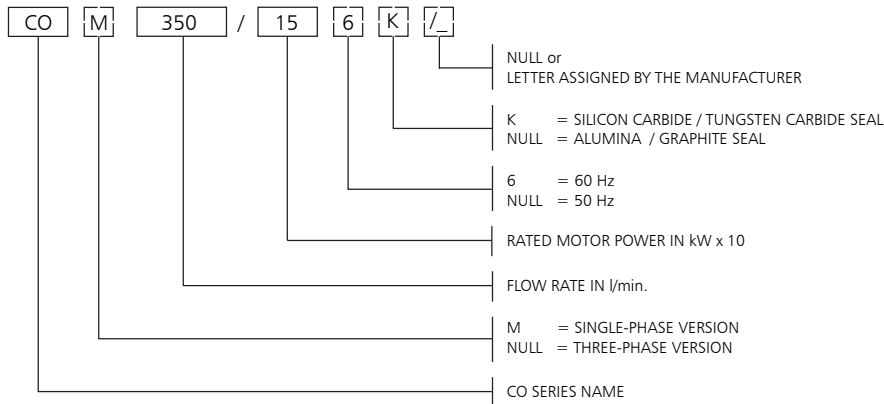 CO M 350 / 15 6 K /_
NULL or
LETTER ASSIGNED BY THE MANUFACTURER
K = SILICON CARBIDE / TUNGSTEN CARBIDE SEAL
NULL = ALUMINA / GRAPHITE SEAL
6 = 60 Hz
NULL = 50 Hz
RATED MOTOR POWER IN kW x 10
FLOW RATE IN l/min.
M = SINGLE-PHASE VERSION
NULL = THREE-PHASE VERSION
CO SERIES NAME